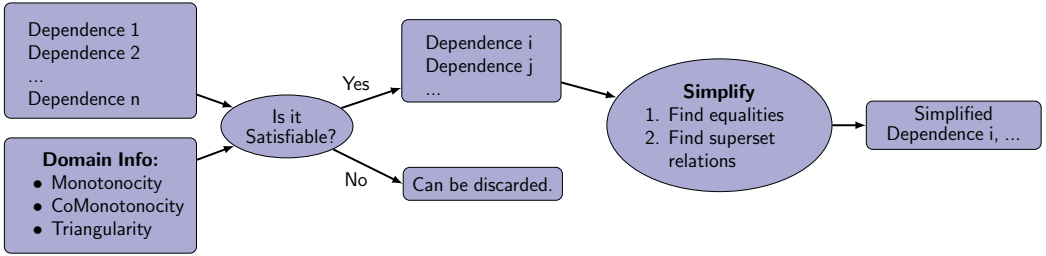 Dependence 1
Dependence 2
...
Dependence n
Domain Info:
• Monotonocity
• CoMonotonocity
• Triangularity
Is it
Satisfiable?
Yes
No
Dependence i
Dependence j
...
Can be discarded.
Simplify
1. Find equalities
2. Find superset
relations
Simplified
Dependence i, ...